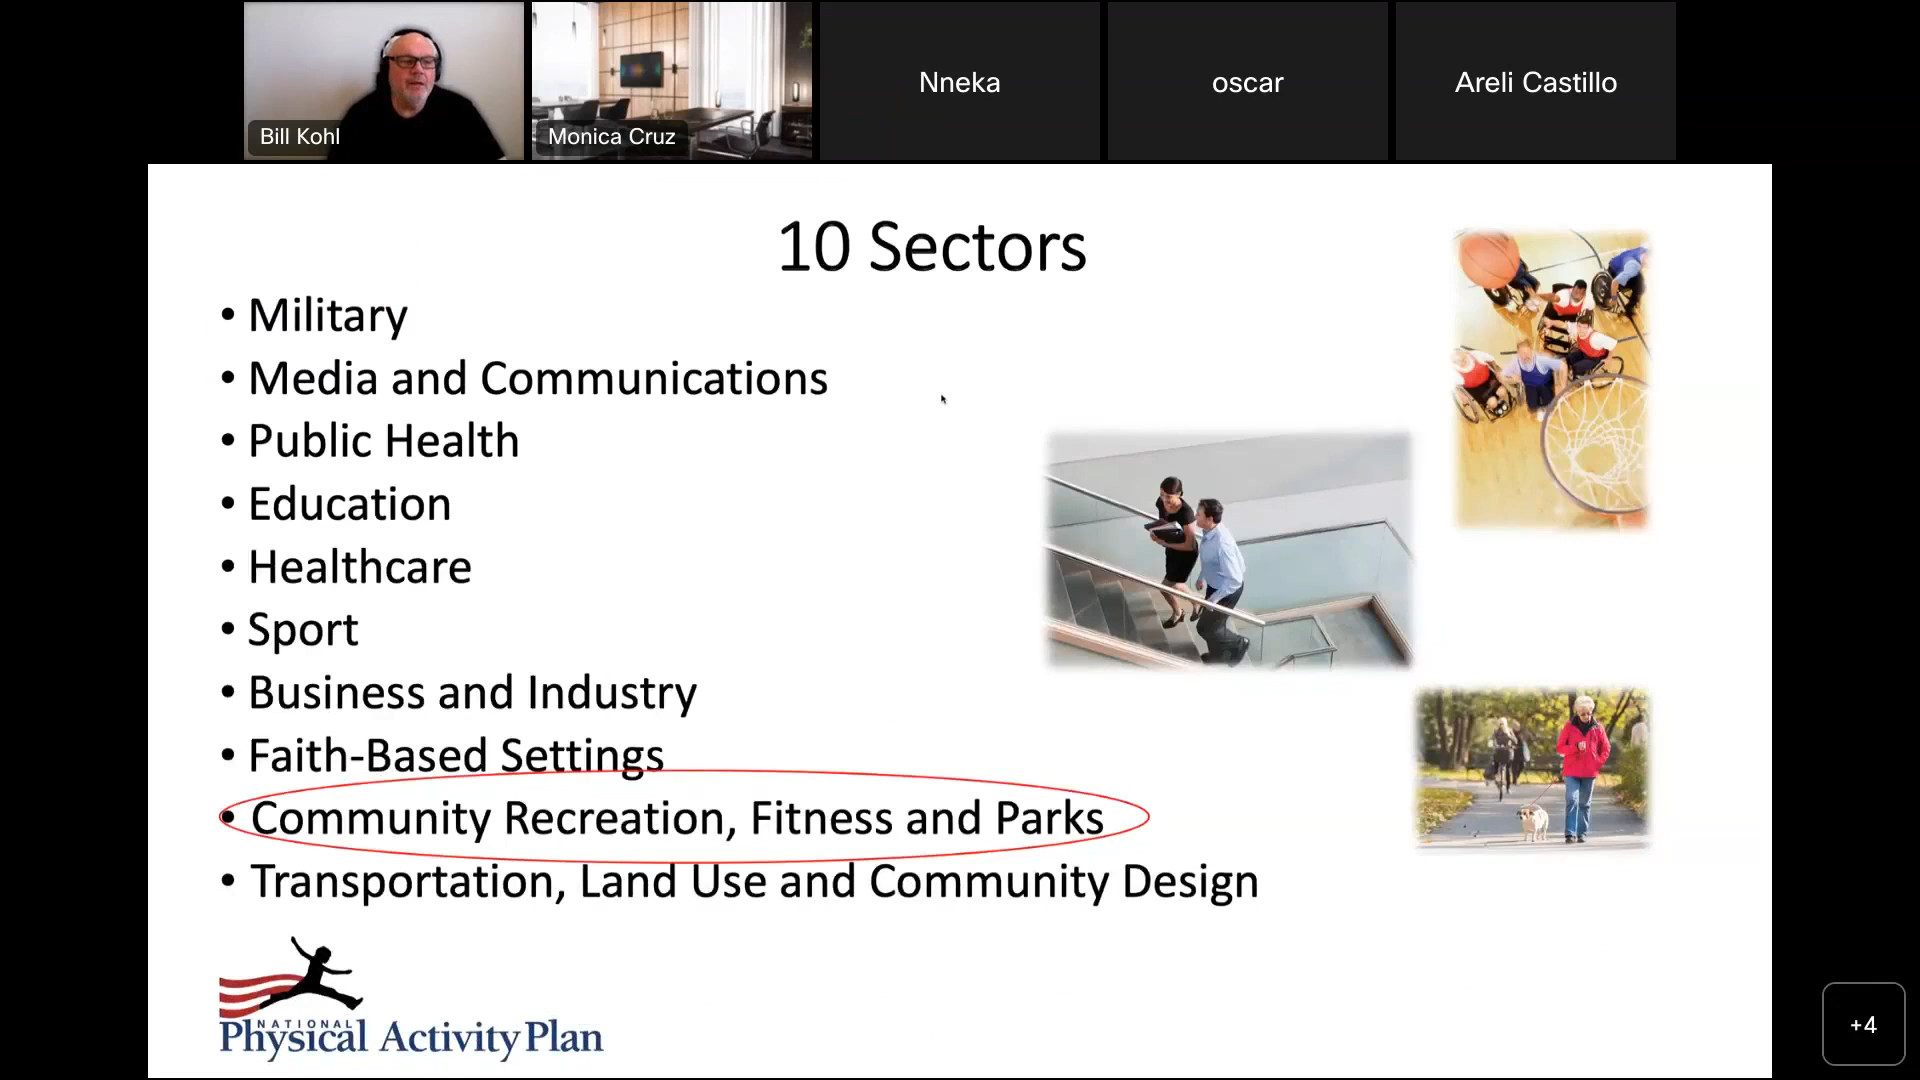 Bill Kohl
Monica Cruz
Nneka
oscar
Areli Castillo
10 Sectors
• Military
• Media and Communications
• Public Health
• Education
• Healthcare
• Sport
• Business and Industry
• Faith-Based Settings
• Community Recreation, Fitness and Parks
• Transportation, Land Use and Community Design
NATIONAL
Physical Activity Plan
+4